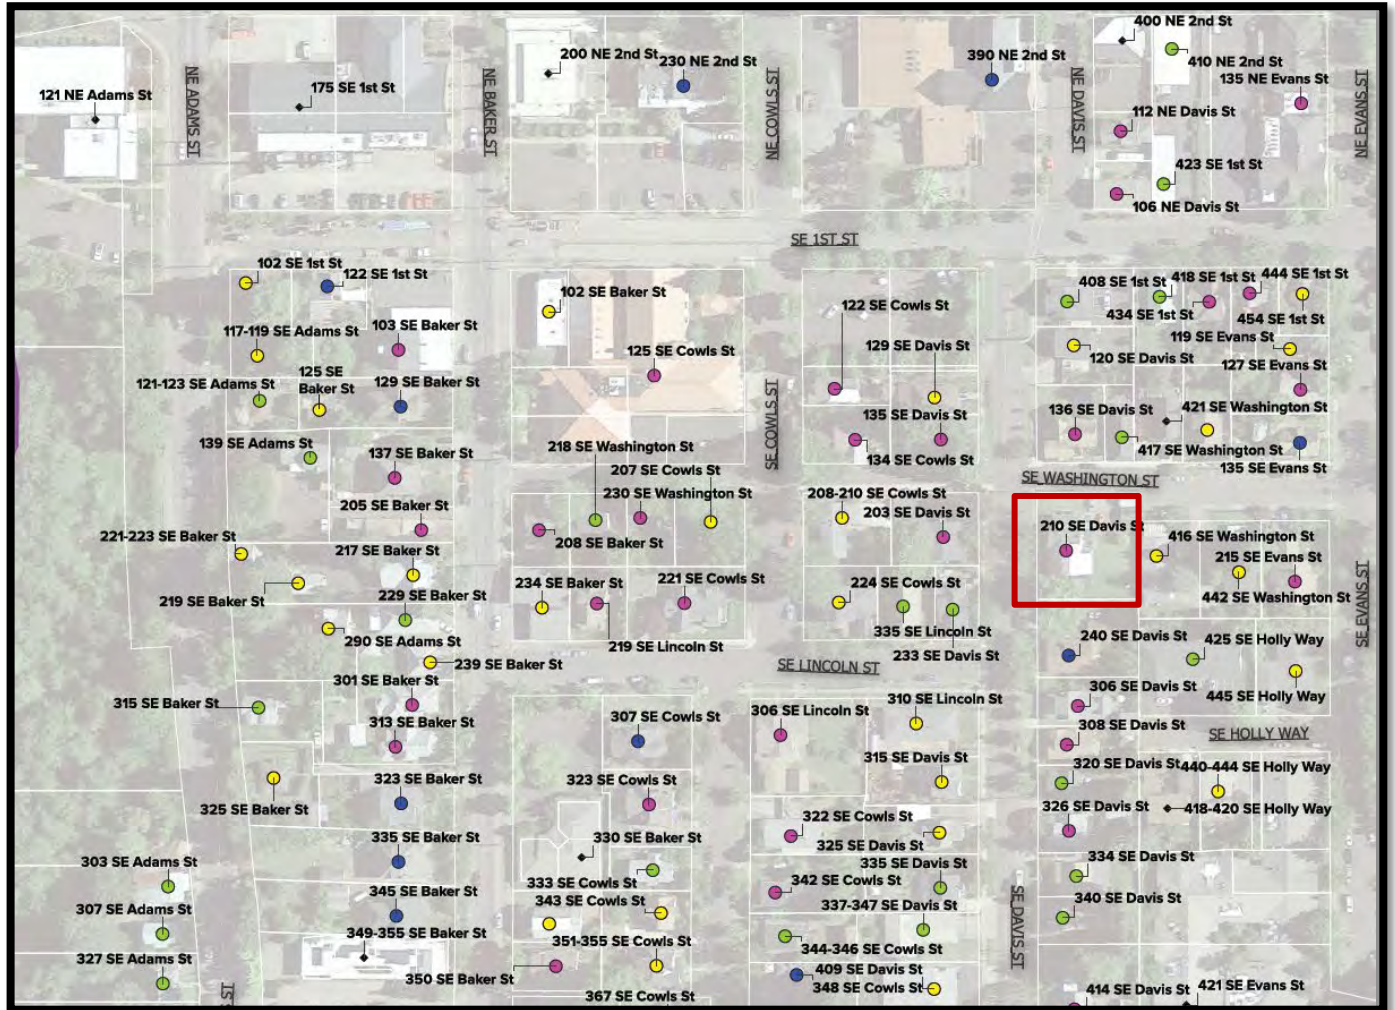 400 NE 2nd St
200 NE 2nd St
230 NE 2nd St
390 NE 2nd St
410 NE 2nd St
135 NE Evans St
121 NE Adams St
175 SE 1st St
NE ADAMS ST
NE BAKER ST
NE COWLS ST
NE DAVIS ST
NE EVANS ST
112 NE Davis St
423 SE 1st St
106 NE Davis St
SE 1ST ST
102 SE 1st St
122 SE 1st St
102 SE Baker St
122 SE Cowls St
408 SE 1st St
418 SE 1st St
444 SE 1st St
434 SE 1st St
454 SE 1st St
117-119 SE Adams St
103 SE Baker St
125 SE Cowls St
129 SE Davis St
119 SE Evans St
120 SE Davis St
127 SE Evans St
121-123 SE Adams St
125 SE
Baker St
129 SE Baker St
SE COWLS ST
135 SE Davis St
136 SE Davis St
421 SE Washington St
139 SE Adams St
137 SE Baker St
218 SE Washington St
134 SE Cowls St
417 SE Washington St
135 SE Evans St
207 SE Cowls St
SE WASHINGTON ST
205 SE Baker St
230 SE Washington St
208-210 SE Cowls St
203 SE Davis St
210 SE Davis St
221-223 SE Baker St
208 SE Baker St
416 SE Washington St
217 SE Baker St
215 SE Evans St
219 SE Baker St
234 SE Baker St
221 SE Cowls St
224 SE Cowls St
442 SE Washington St
SE EVANS ST
229 SE Baker St
290 SE Adams St
219 SE Lincoln St
335 SE Lincoln St
233 SE Davis St
240 SE Davis St
425 SE Holly Way
239 SE Baker St
SE LINCOLN ST
301 SE Baker St
306 SE Davis St
445 SE Holly Way
315 SE Baker St
313 SE Baker St
307 SE Cowls St
306 SE Lincoln St
310 SE Lincoln St
308 SE Davis St
SE HOLLY WAY
325 SE Baker St
323 SE Baker St
323 SE Cowls St
315 SE Davis St
320 SE Davis St
440-444 SE Holly Way
326 SE Davis St
418-420 SE Holly Way
335 SE Baker St
330 SE Baker St
322 SE Cowls St
325 SE Davis St
303 SE Adams St
333 SE Cowls St
335 SE Davis St
334 SE Davis St
345 SE Baker St
342 SE Cowls St
307 SE Adams St
343 SE Cowls St
337-347 SE Davis St
340 SE Davis St
SE DAVIS ST
349-355 SE Baker St
351-355 SE Cowls St
344-346 SE Cowls St
327 SE Adams St
350 SE Baker St
409 SE Davis St
348 SE Cowls St
367 SE Cowls St
414 SE Davis St
421 SE Evans St
ST